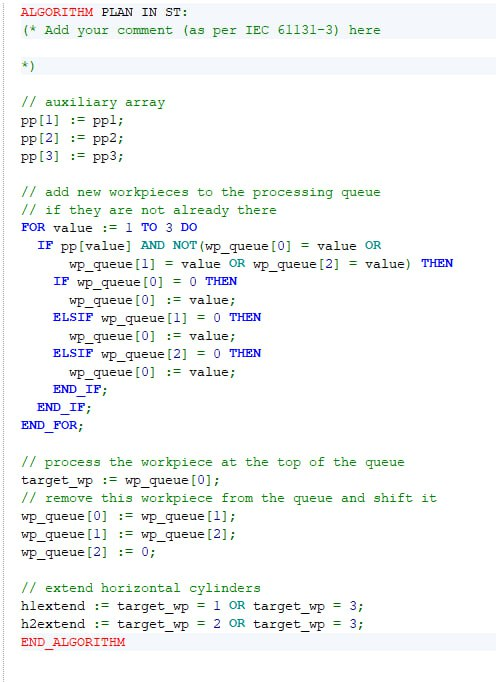 ALGORITHM PLAN IN ST:
(* Add your comment (as per IEC 61131-3) here
*)
// auxiliary array
pp[1] := pp1;
pp[2] := pp2;
pp[3] := pp3;
// add new workpieces to the processing queue
// if they are not already there
FOR value := 1 TO 3 DO
IF pp[value] AND NOT(wp_queue[0] = value OR
wp_queue[1] = value OR wp_queue[2] = value) THEN
IF wp_queue[0] = 0 THEN
wp_queue[0] := value;
ELSIF wp_queue[1] = 0 THEN
wp_queue[0] := value;
ELSIF wp_queue[2] = 0 THEN
wp_queue[0] := value;
END_IF;
END_IF;
END_FOR;
// process the workpiece at the top of the queue
target_wp := wp_queue[0];
// remove this workpiece from the queue and shift it
wp_queue[0] := wp_queue[1];
wp_queue[1] := wp_queue[2];
wp_queue[2] := 0;
// extend horizontal cylinders
h1extend := target_wp = 1 OR target_wp = 3;
h2extend := target_wp = 2 OR target_wp = 3;
END_ALGORITHM